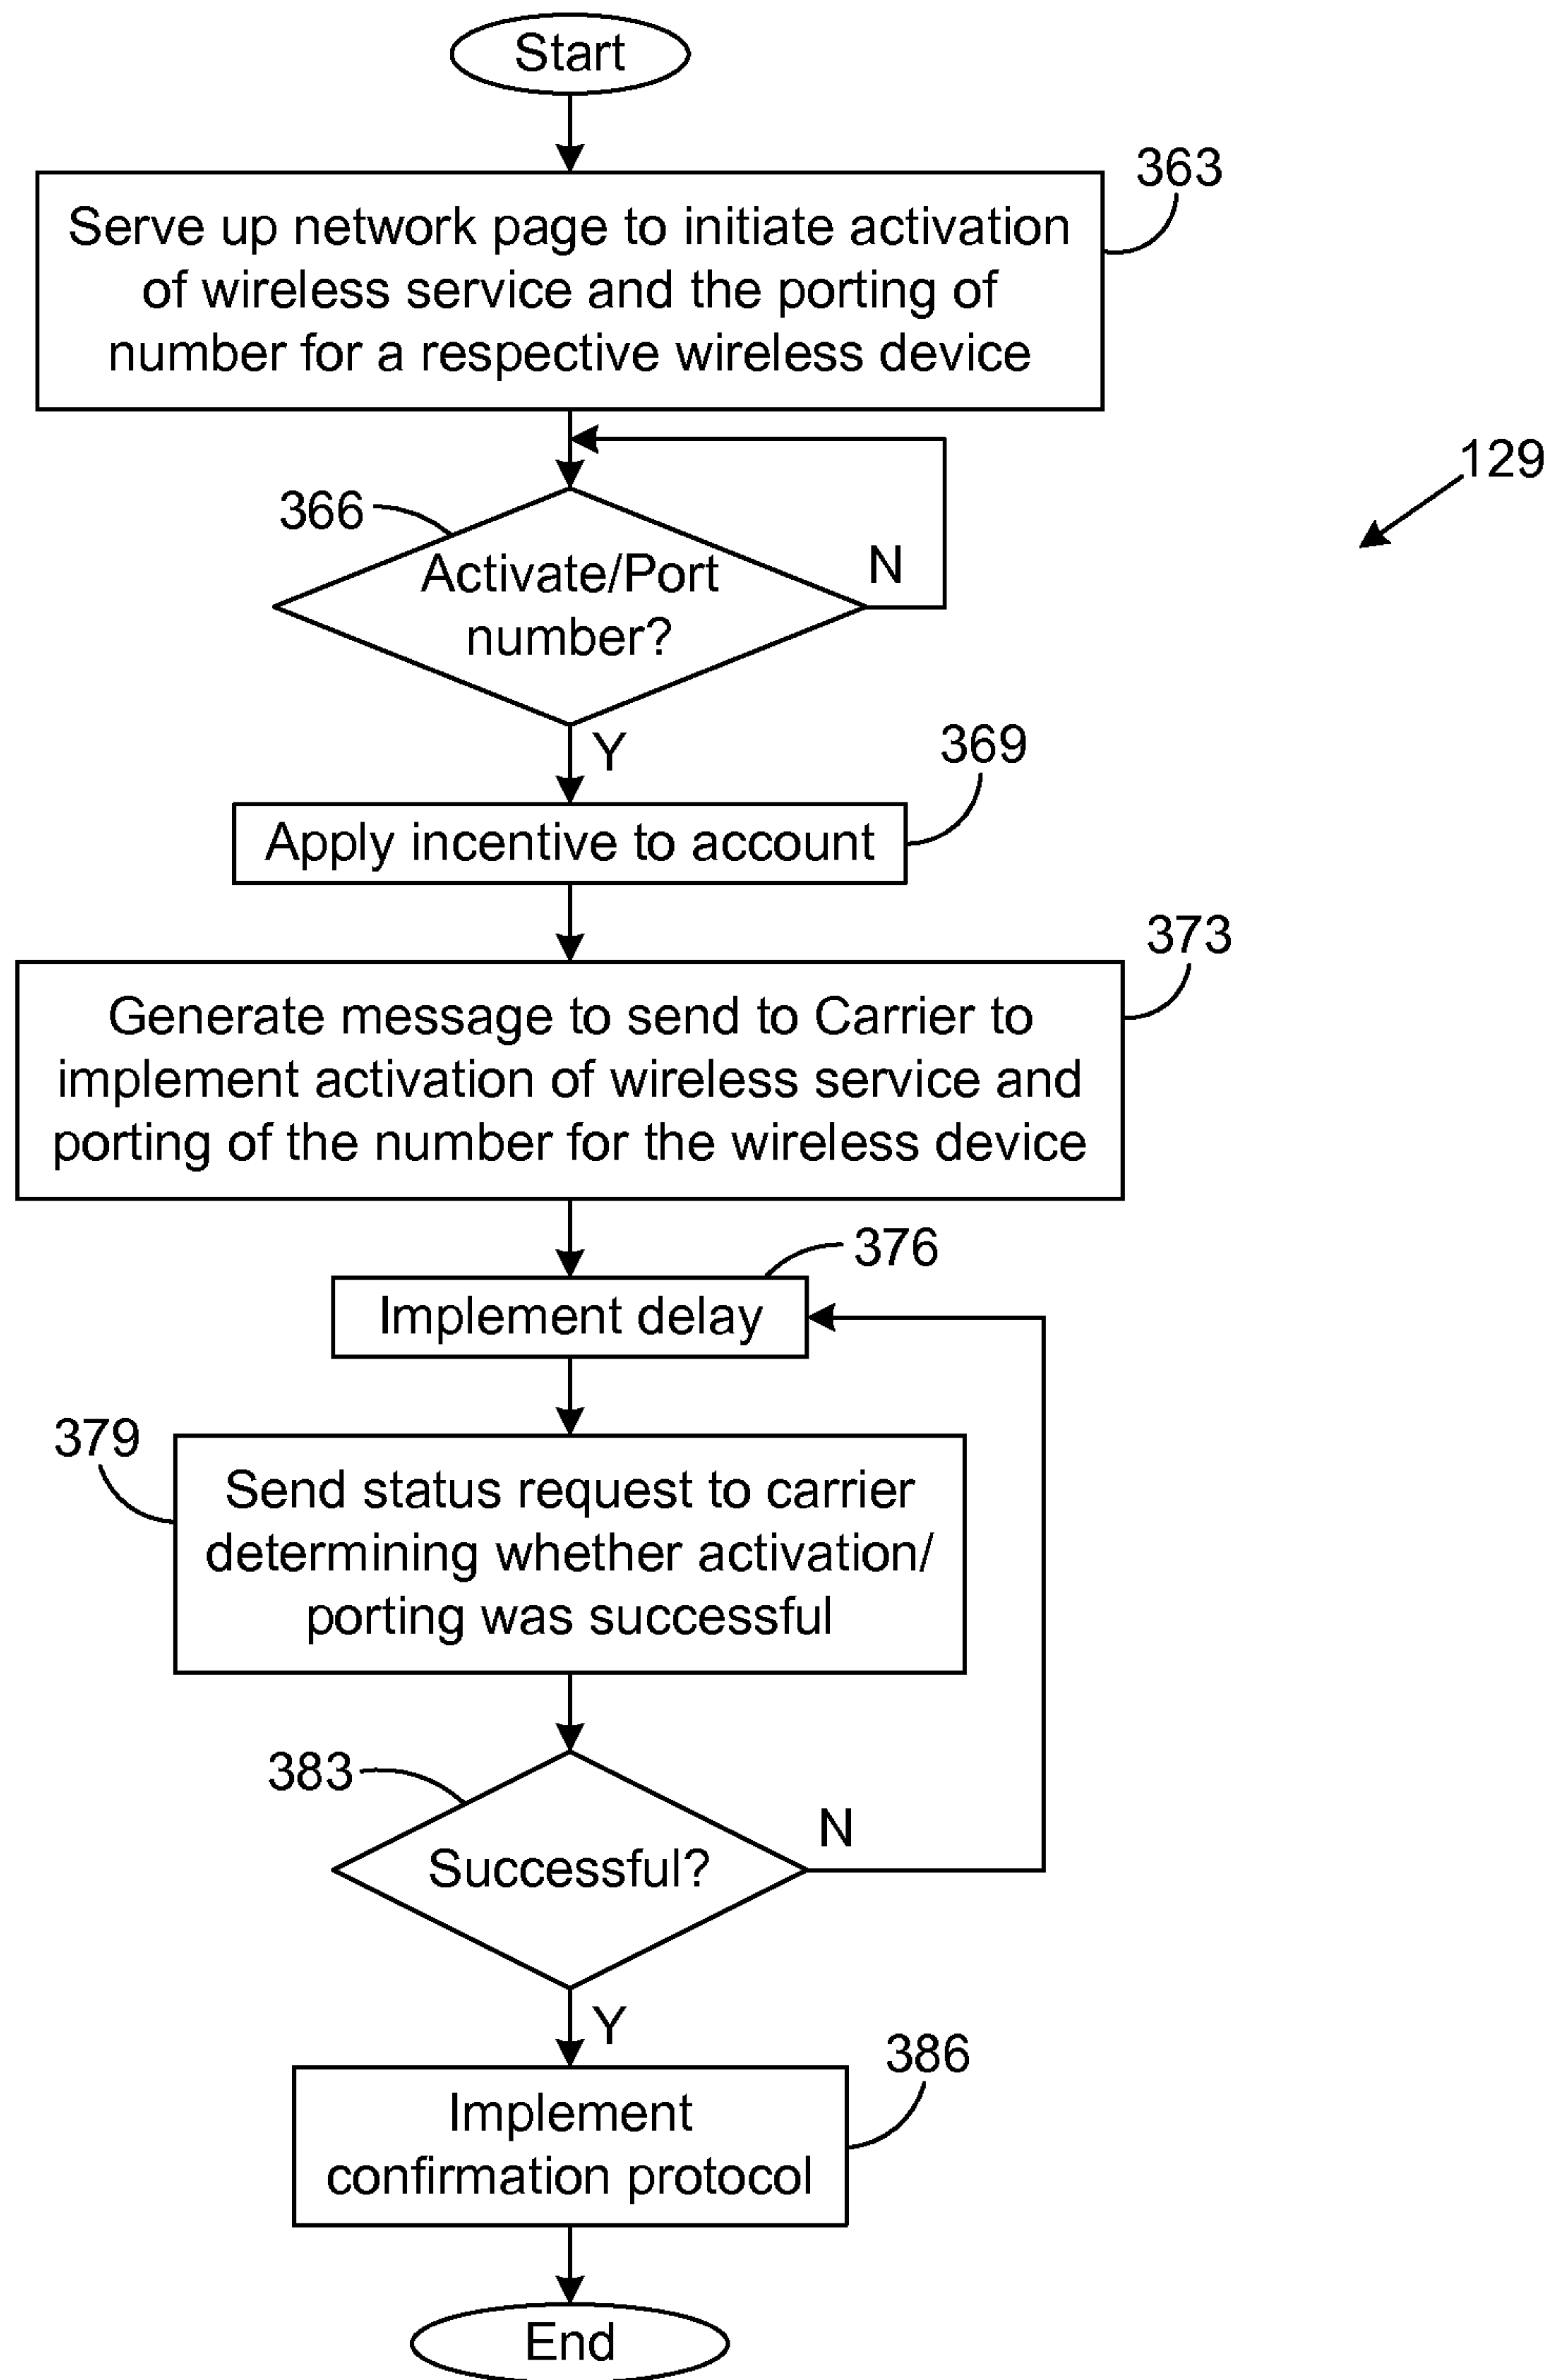 Start
363
Serve up network page to initiate activation
of wireless service and the porting of
number for a respective wireless device
129
366
Activate/Port
number?
N
Y
369
Apply incentive to account
373
Generate message to send to Carrier to
implement activation of wireless service and
porting of the number for the wireless device
376
Implement delay
379
Send status request to carrier
determining whether activation/
porting was successful
383
Successful?
N
Y
386
Implement
confirmation protocol
End